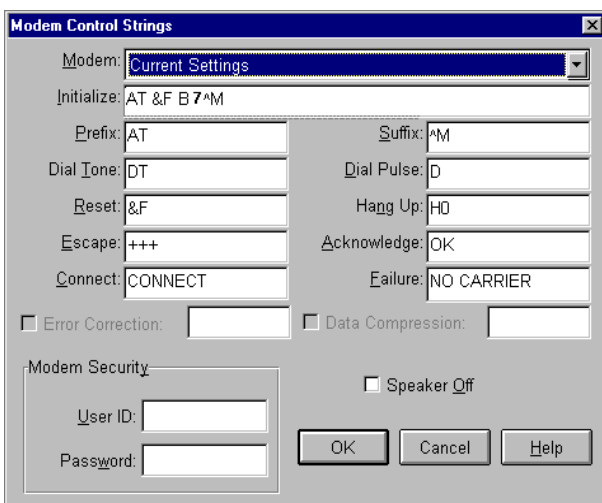 Modem Control Strings
Modem: Current Settings
Initialize: AT &F B 7^M
Prefix: AT Suffix: ^M
Dial Tone: DT Dial Pulse: D
Reset: &F Hang Up: H0
Escape: +++ Acknowledge: OK
Connect: CONNECT Failure: NO CARRIER
Error Correction: Data Compression:
Modem Security
Speaker Off
User ID:
OK Cancel Help
Password: